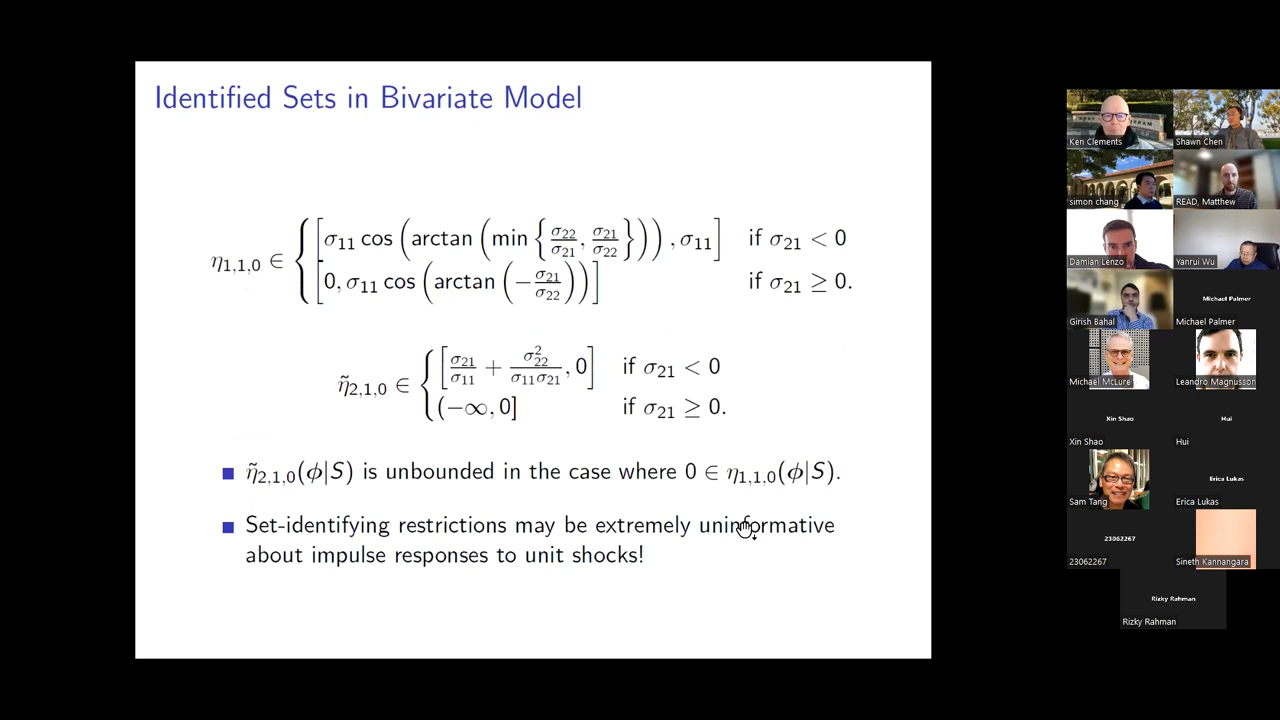 Identified Sets in Bivariate Model
η₁,₁,₀ ∈ { [σ₁₁ cos (arctan (min {σ₂₂/σ₂₁, σ₂₁/σ₂₂})), σ₁₁] if σ₂₁ < 0
[0, σ₁₁ cos (arctan (−σ₂₁/σ₂₂))] if σ₂₁ ≥ 0.
η̃₂,₁,₀ ∈ { [σ₂₁/σ₁₁ + σ₂₂²/(σ₁₁σ₂₁), 0] if σ₂₁ < 0
(−∞, 0] if σ₂₁ ≥ 0.
■ η̃₂,₁,₀(ϕ|S) is unbounded in the case where 0 ∈ η₁,₁,₀(ϕ|S).
■ Set-identifying restrictions may be extremely uninformative
about impulse responses to unit shocks!
Ken Clements
Shawn Chen
simon chang
READ, Matthew
Damian Lenzo
Yanrui Wu
Girish Bahal
Michael Palmer
Michael Palmer
Michael McLure
Leandro Magnusson
Xin Shao
Xin Shao
Hui
Hui
Sam Tang
Erica Lukas
Erica Lukas
23062267
23062267
Sineth Kannangara
Rizky Rahman
Rizky Rahman